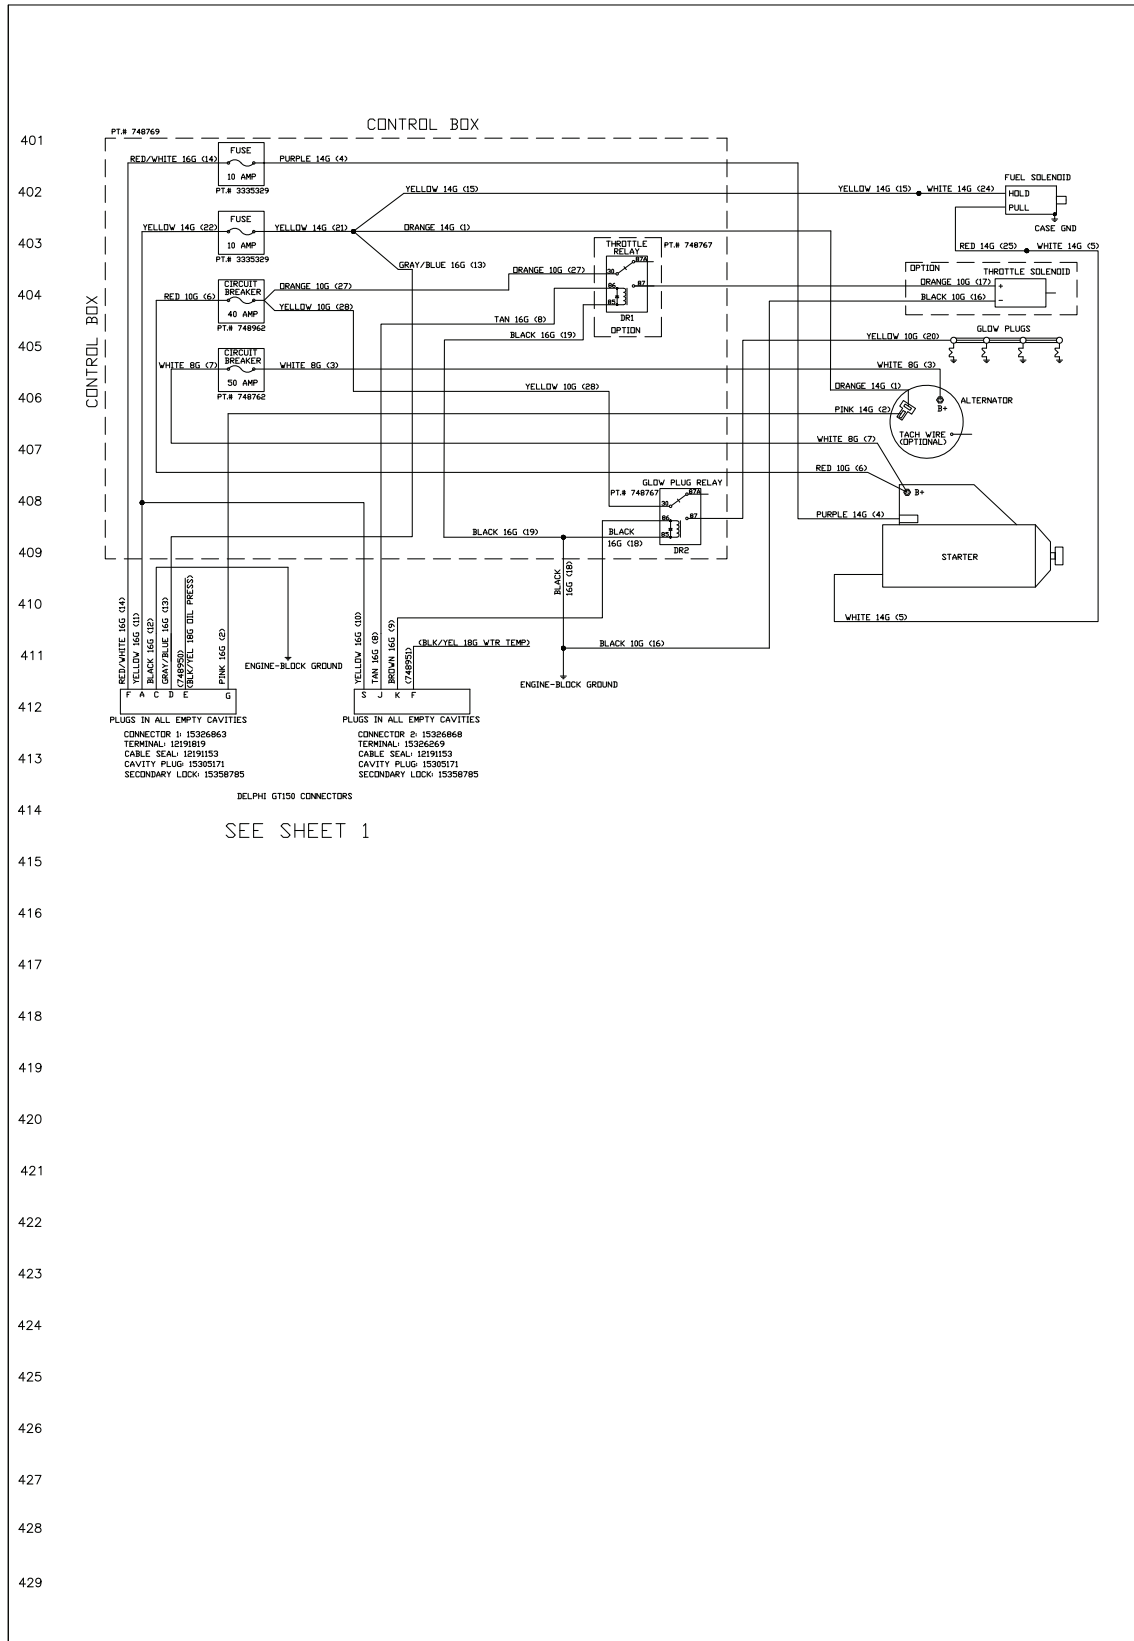 401
402
403
404
405
406
407
408
409
410
411
412
413
414
415
416
417
418
419
420
421
422
423
424
425
426
427
428
429
PT.# 748769
CONTROL BOX
CONTROL BOX
RED/WHITE 16G (14)
FUSE
10 AMP
PT.# 3335329
PURPLE 14G (4)
YELLOW 14G (22)
FUSE
10 AMP
PT.# 3335329
YELLOW 14G (21)
YELLOW 14G (15)
ORANGE 14G (1)
GRAY/BLUE 16G (13)
RED 10G (6)
CIRCUIT
BREAKER
40 AMP
PT.# 748962
ORANGE 10G (27)
YELLOW 10G (28)
ORANGE 10G (27)
TAN 16G (8)
BLACK 16G (19)
WHITE 8G (7)
CIRCUIT
BREAKER
50 AMP
PT.# 748762
WHITE 8G (3)
YELLOW 10G (28)
THROTTLE
RELAY
PT.# 748767
87A
30
86
87
85
DR1
OPTION
YELLOW 14G (15)
WHITE 14G (24)
FUEL SOLENOID
HOLD
PULL
CASE GND
RED 14G (25)
WHITE 14G (5)
OPTION
THROTTLE SOLENOID
ORANGE 10G (17)
+
BLACK 10G (16)
-
GLOW PLUGS
YELLOW 10G (20)
WHITE 8G (3)
ORANGE 14G (1)
ALTERNATOR
PINK 14G (2)
B+
TACH WIRE
(OPTIONAL)
WHITE 8G (7)
RED 10G (6)
B+
PURPLE 14G (4)
STARTER
WHITE 14G (5)
GLOW PLUG RELAY
PT.# 748767
87A
30
86
87
85
DR2
BLACK 16G (19)
BLACK
16G (18)
BLACK
16G (18)
BLACK 10G (16)
ENGINE-BLOCK GROUND
ENGINE-BLOCK GROUND
RED/WHITE 16G (14)
YELLOW 16G (11)
BLACK 16G (12)
GRAY/BLUE 16G (13)
(748950)
(BLK/YEL 18G OIL PRESS)
PINK 16G (2)
YELLOW 16G (10)
TAN 16G (8)
BROWN 16G (9)
(748951)
(BLK/YEL 18G WTR TEMP)
F A C D E G
S J K F
PLUGS IN ALL EMPTY CAVITIES
CONNECTOR 1: 15326863
TERMINAL: 12191819
CABLE SEAL: 12191153
CAVITY PLUG: 15305171
SECONDARY LOCK: 15358785
PLUGS IN ALL EMPTY CAVITIES
CONNECTOR 2: 15326868
TERMINAL: 15326269
CABLE SEAL: 12191153
CAVITY PLUG: 15305171
SECONDARY LOCK: 15358785
DELPHI GT150 CONNECTORS
SEE SHEET 1